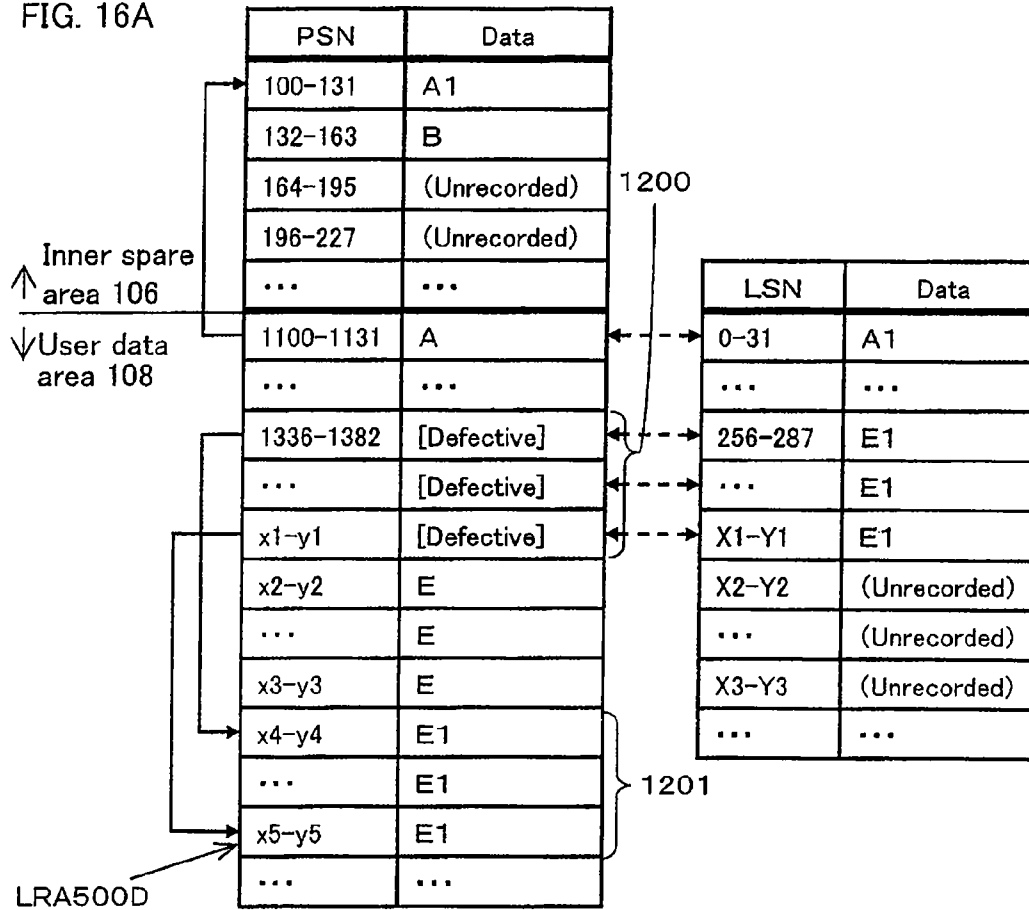 FIG. 16A
PSN Data
100-131 A1
132-163 B
164-195 (Unrecorded)
196-227 (Unrecorded)
... ...
1100-1131 A
... ...
1336-1382 [Defective]
... [Defective]
x1-y1 [Defective]
x2-y2 E
... E
x3-y3 E
x4-y4 E1
... E1
x5-y5 E1
... ...
Inner spare
area 106
User data
area 108
LRA500D
1200
1201
LSN Data
0-31 A1
... ...
256-287 E1
... E1
X1-Y1 E1
X2-Y2 (Unrecorded)
... (Unrecorded)
X3-Y3 (Unrecorded)
... ...